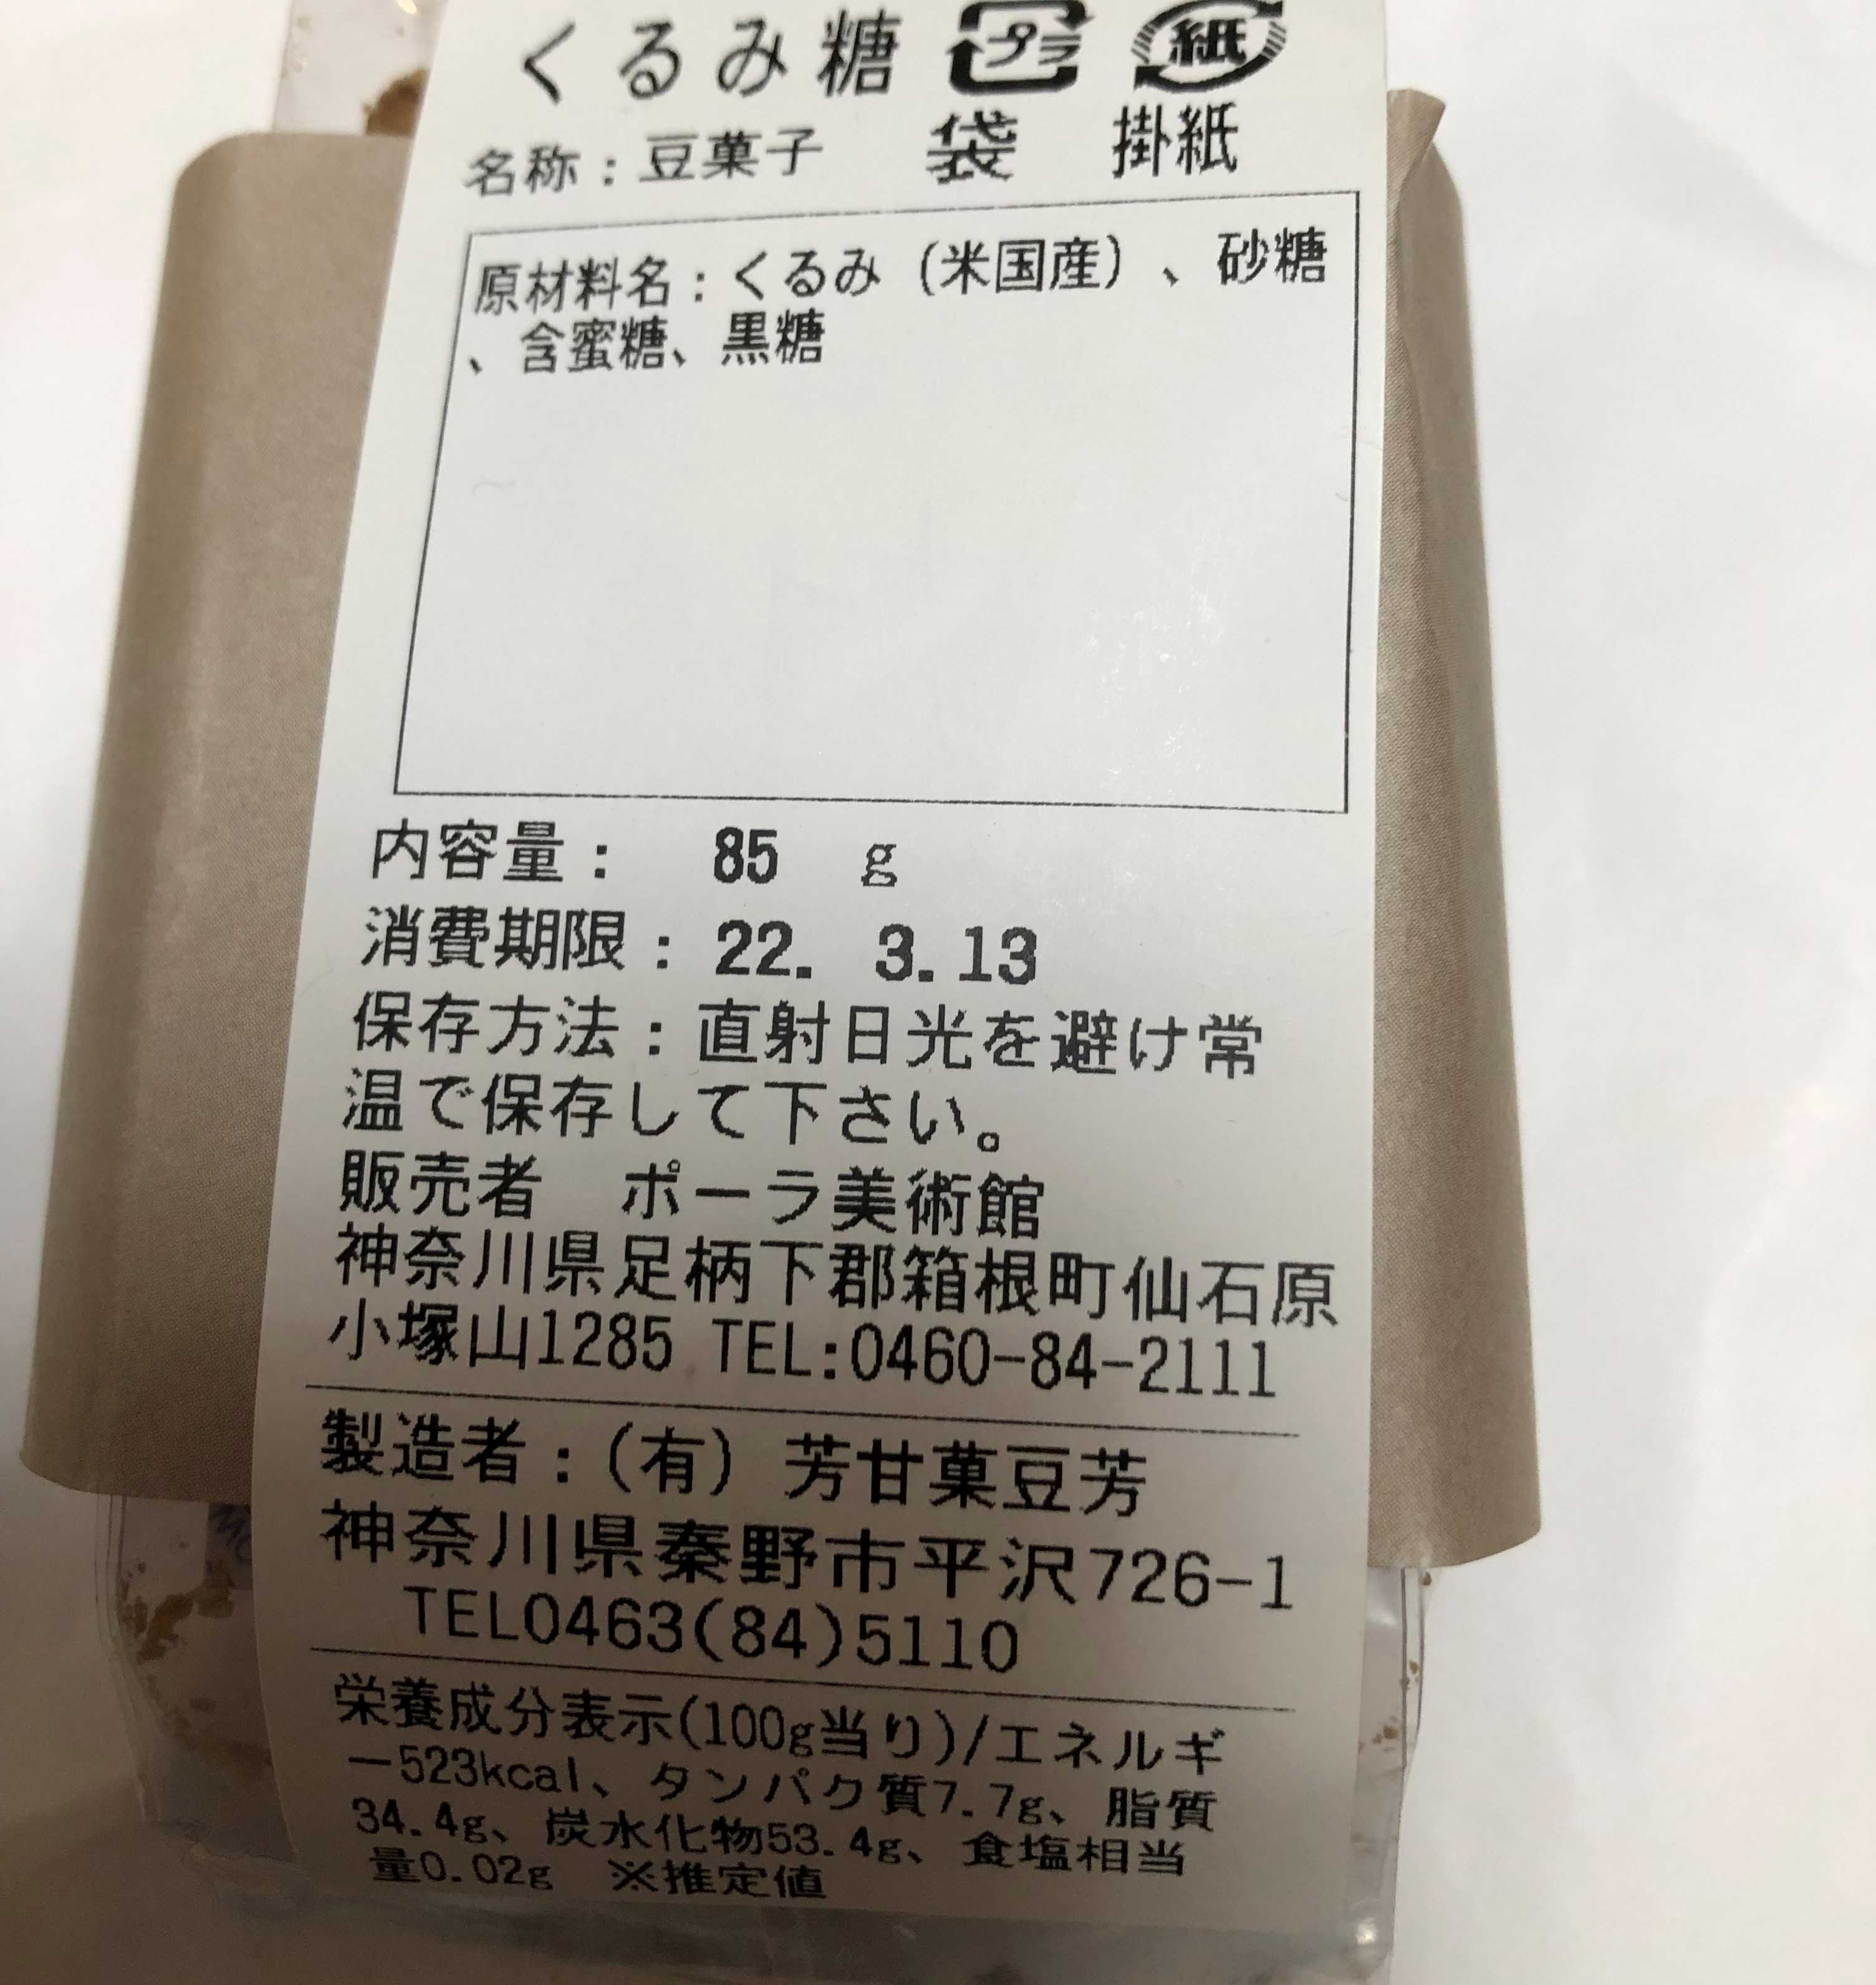 くるみ糖 プラ 紙
名称：豆菓子 袋 掛紙
原材料名：くるみ（米国産）、砂糖
、含蜜糖、黒糖
内容量： 85 g
消費期限：22. 3.13
保存方法：直射日光を避け常
温で保存して下さい。
販売者 ポーラ美術館
神奈川県足柄下郡箱根町仙石原
小塚山1285 TEL:0460-84-2111
製造者：（有）芳甘菓豆芳
神奈川県秦野市平沢726-1
TEL0463(84)5110
栄養成分表示(100g当り)/エネルギ
ー523kcal、タンパク質7.7g、脂質
34.4g、炭水化物53.4g、食塩相当
量0.02g ※推定値